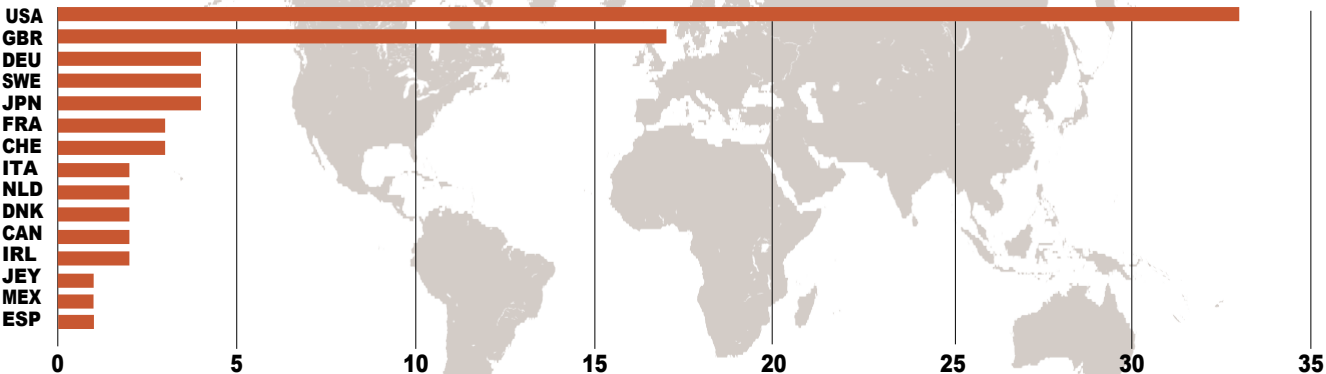 USA
GBR
DEU
SWE
JPN
FRA
CHE
ITA
NLD
DNK
CAN
IRL
JEY
MEX
ESP
0 5 10 15 20 25 30 35